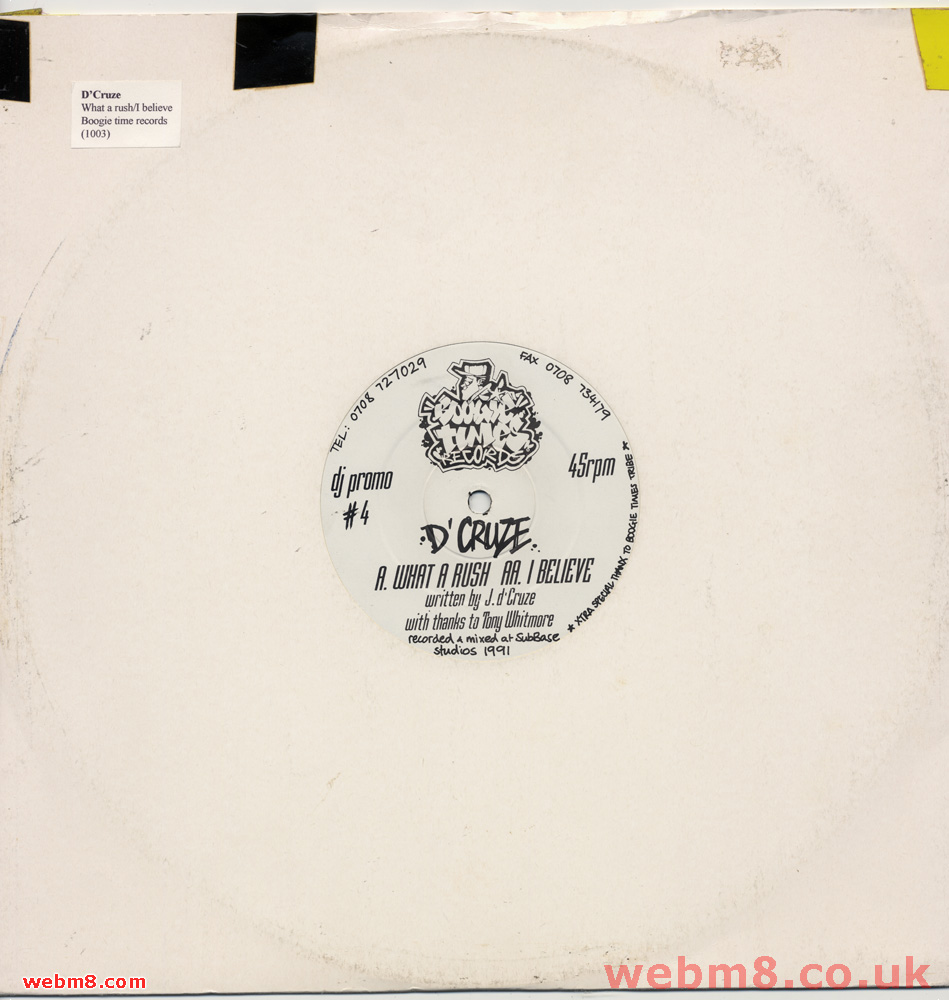 D'Cruze
What a rush/I believe
Boogie time records
(1003)
TEL: 0708 727029
FAX 0708 734179
BOOGIE
TIMES
RECORDS
dj promo
#4
45rpm
D'CRUZE
A. WHAT A RUSH AA. I BELIEVE
written by J. d'Cruze
with thanks to Tony Whitmore
recorded & mixed at SubBase
studios 1991
* XTRA SPECIAL THANX TO BOOGIE TIMES TRIBE *
webm8.com
webm8.co.uk